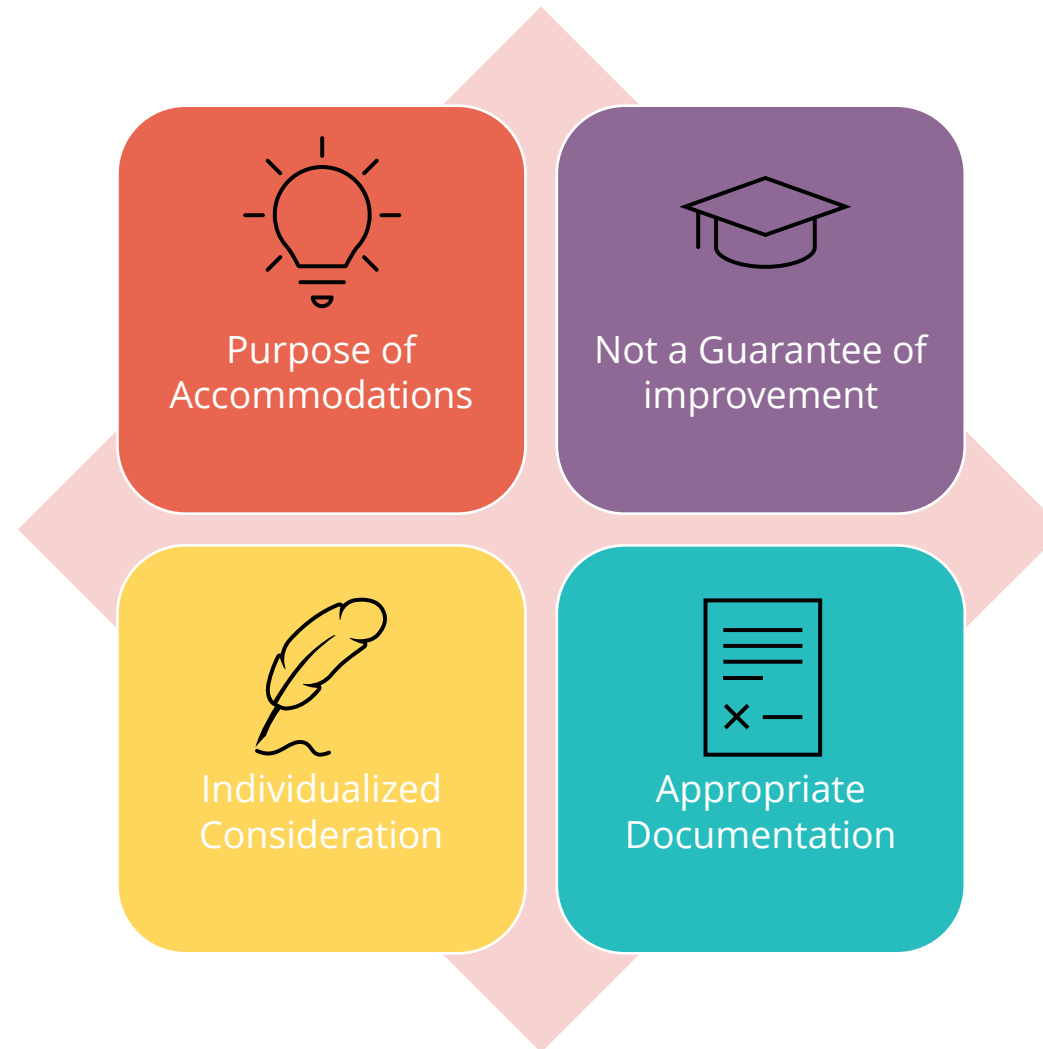 Purpose of
Accommodations
Not a Guarantee of
improvement
Individualized
Consideration
Appropriate
Documentation